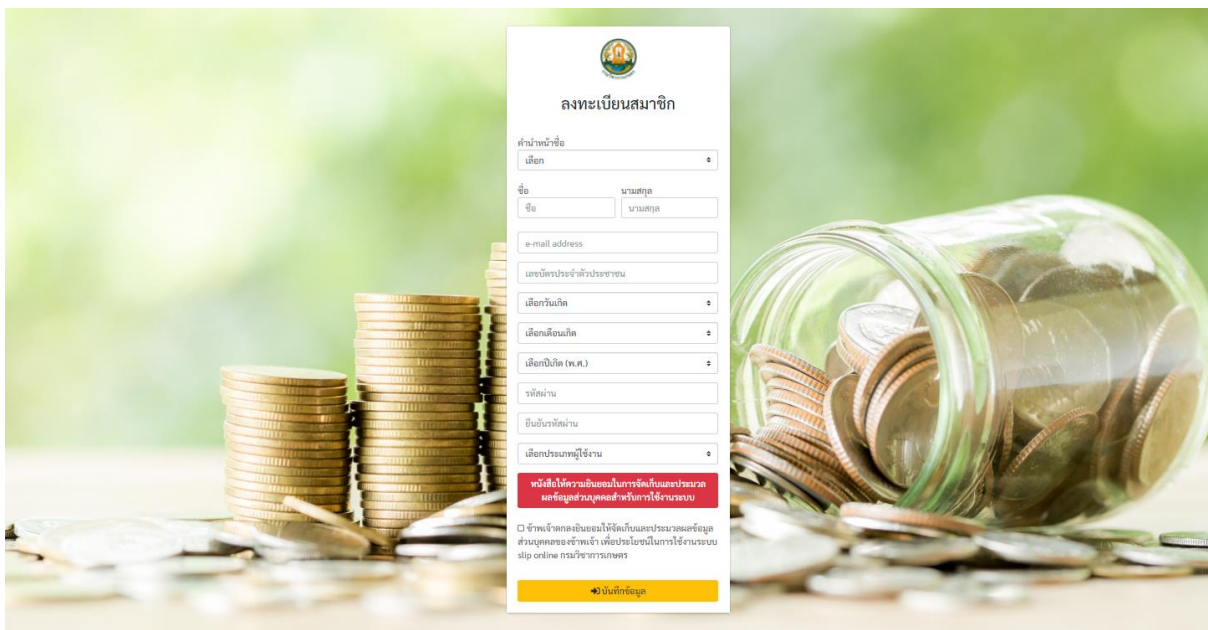 ลงทะเบียนสมาชิก
คำนำหน้าชื่อ
เลือก
ชื่อ นามสกุล
ชื่อ นามสกุล
e-mail address
เลขบัตรประจำตัวประชาชน
เลือกวันเกิด
เลือกเดือนเกิด
เลือกปีเกิด (พ.ศ.)
รหัสผ่าน
ยืนยันรหัสผ่าน
เลือกประเภทผู้ใช้งาน
หนังสือให้ความยินยอมในการจัดเก็บและประมวล
ผลข้อมูลส่วนบุคคลสำหรับการใช้งานระบบ
ข้าพเจ้าตกลงยินยอมให้จัดเก็บและประมวลผลข้อมูล
ส่วนบุคคลของข้าพเจ้า เพื่อประโยชน์ในการใช้งานระบบ
slip online กรมวิชาการเกษตร
บันทึกข้อมูล